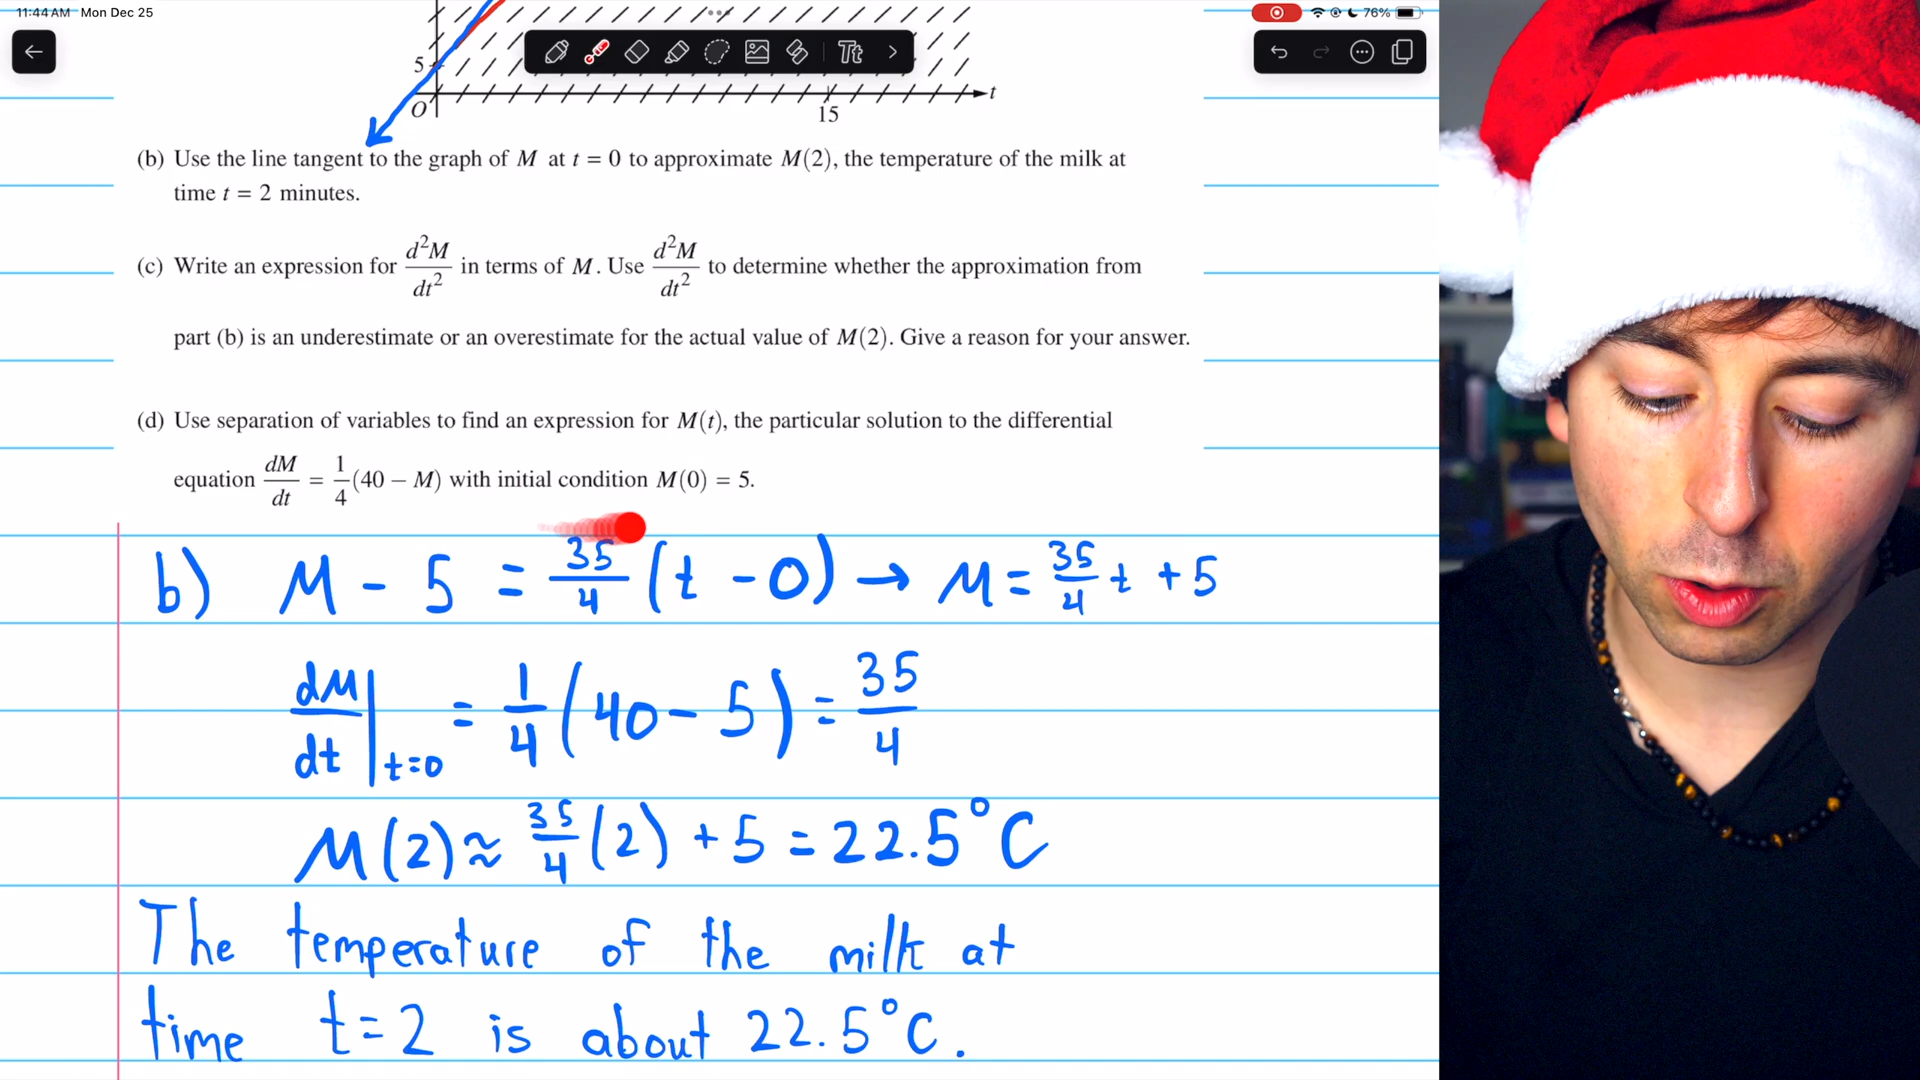 11:44 AM Mon Dec 25
76%
Tt
5
O
15
t
(b) Use the line tangent to the graph of M at t = 0 to approximate M(2), the temperature of the milk at
time t = 2 minutes.
(c) Write an expression for d²M/dt² in terms of M. Use d²M/dt² to determine whether the approximation from
part (b) is an underestimate or an overestimate for the actual value of M(2). Give a reason for your answer.
(d) Use separation of variables to find an expression for M(t), the particular solution to the differential
equation dM/dt = 1/4(40 − M) with initial condition M(0) = 5.
b) M - 5 = 35/4 (t - 0) → M = 35/4 t + 5
dM/dt |t=0 = 1/4 (40 - 5) = 35/4
M(2) ≈ 35/4 (2) + 5 = 22.5°C
The temperature of the milk at
time t = 2 is about 22.5°C.